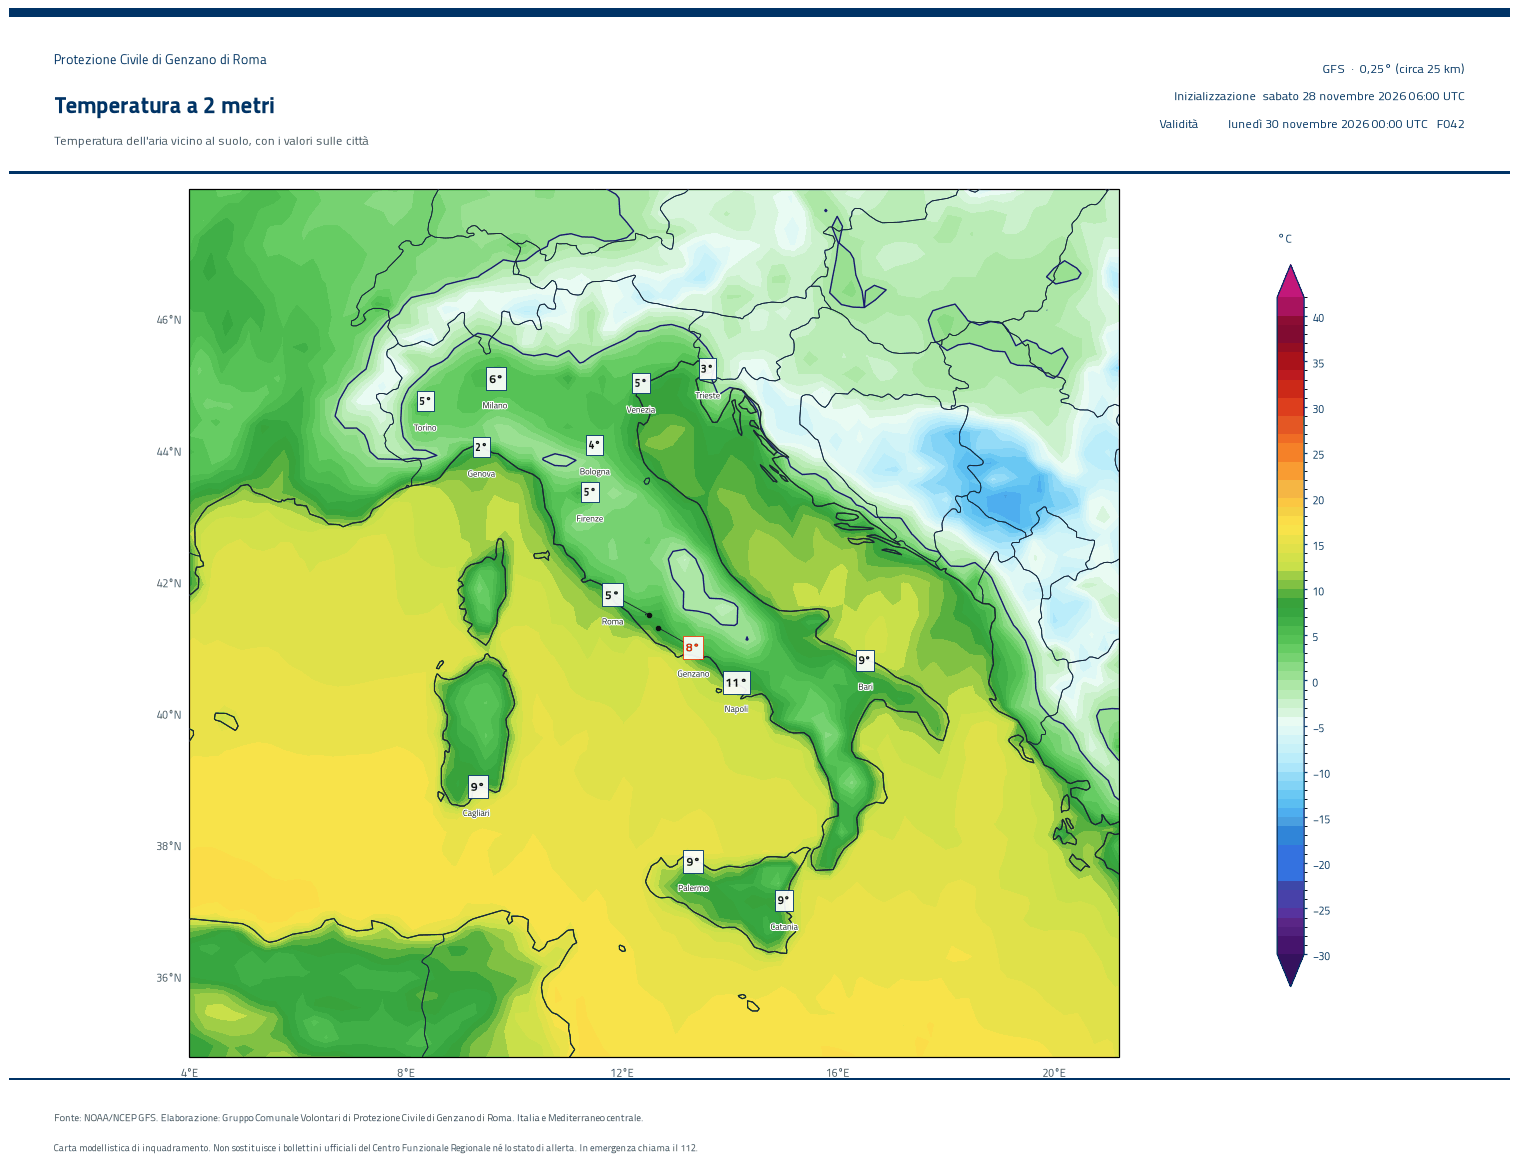 Protezione Civile di Genzano di Roma
Temperatura a 2 metri
Temperatura dell'aria vicino al suolo, con i valori sulle città
GFS · 0,25° (circa 25 km)
Inizializzazione sabato 28 novembre 2026 06:00 UTC
Validità lunedì 30 novembre 2026 00:00 UTC F042
°C
40
35
30
25
20
15
10
5
0
−5
−10
−15
−20
−25
−30
46°N
44°N
42°N
40°N
38°N
36°N
4°E
8°E
12°E
16°E
20°E
3°
Trieste
6°
Milano
5°
Venezia
5°
Torino
2°
Genova
4°
Bologna
5°
Firenze
5°
Roma
8°
Genzano
9°
Bari
11°
Napoli
9°
Cagliari
9°
Palermo
9°
Catania
Fonte: NOAA/NCEP GFS. Elaborazione: Gruppo Comunale Volontari di Protezione Civile di Genzano di Roma. Italia e Mediterraneo centrale.
Carta modellistica di inquadramento. Non sostituisce i bollettini ufficiali del Centro Funzionale Regionale né lo stato di allerta. In emergenza chiama il 112.